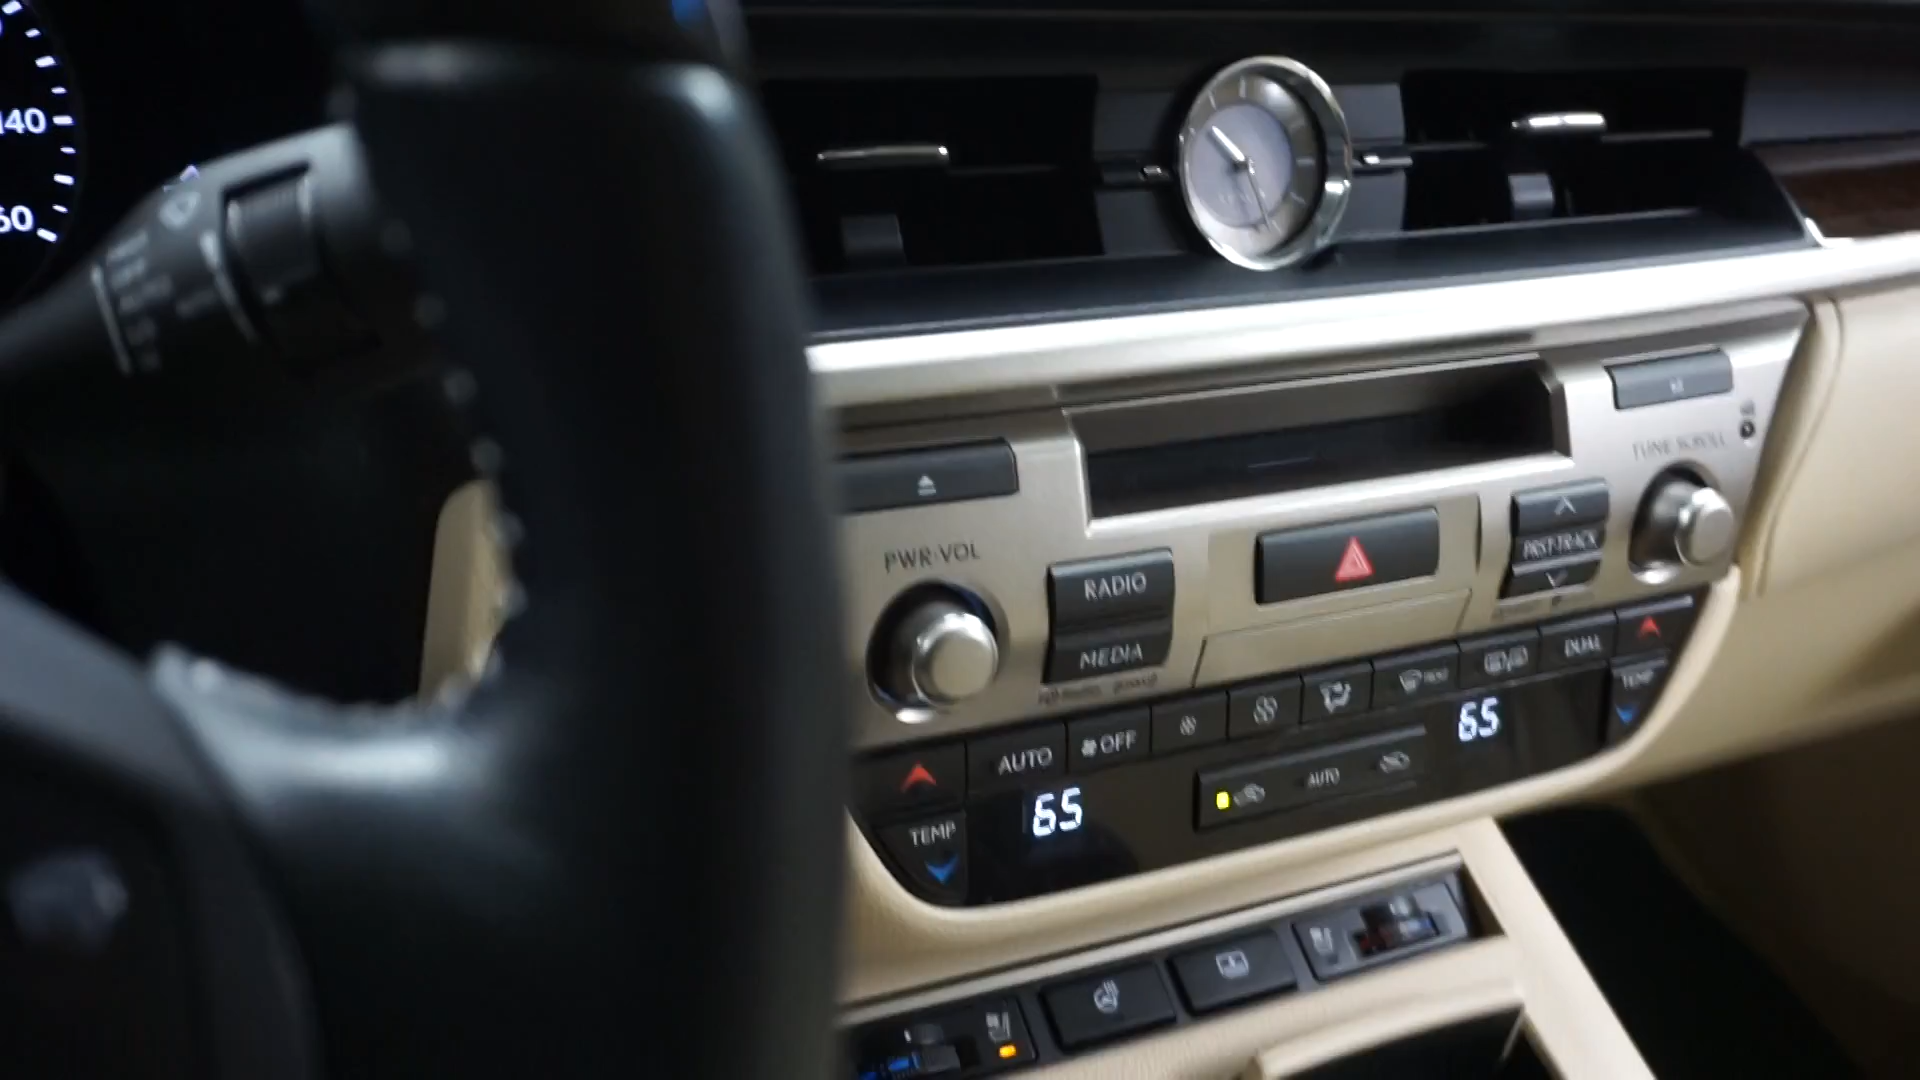 140
60
TUNE·SCROLL
PWR·VOL
RADIO
MEDIA
PRST·TRACK
DUAL
TEMP
AUTO
OFF
65
AUTO
65
TEMP